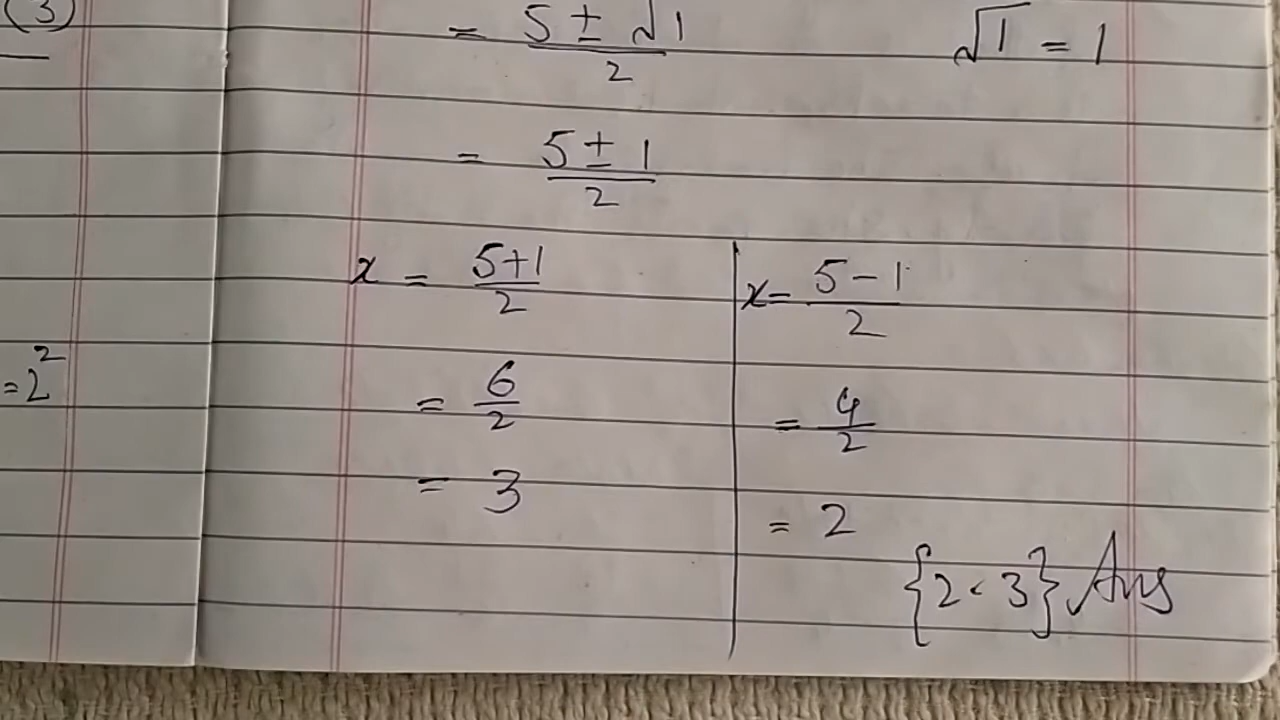 (3)
= 5 ± √1 / 2
√1 = 1
= 5 ± 1 / 2
x = 5+1 / 2
= 6 / 2
= 3
x = 5 - 1 / 2
= 4 / 2
= 2
{2 , 3} Ans
= 2²